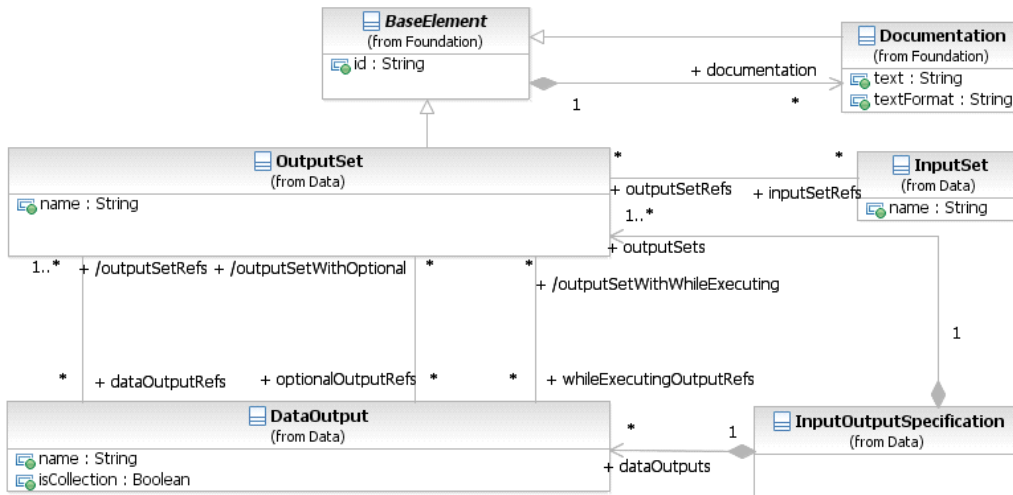 BaseElement
(from Foundation)
id : String
Documentation
(from Foundation)
text : String
textFormat : String
+ documentation
1
*
OutputSet
(from Data)
name : String
*
*
+ outputSetRefs
+ inputSetRefs
InputSet
(from Data)
name : String
1..*
+ outputSets
1..*
+ /outputSetRefs
+ /outputSetWithOptional
*
*
+ /outputSetWithWhileExecuting
1
*
+ dataOutputRefs
+ optionalOutputRefs
*
*
+ whileExecutingOutputRefs
DataOutput
(from Data)
name : String
isCollection : Boolean
*
1
+ dataOutputs
InputOutputSpecification
(from Data)